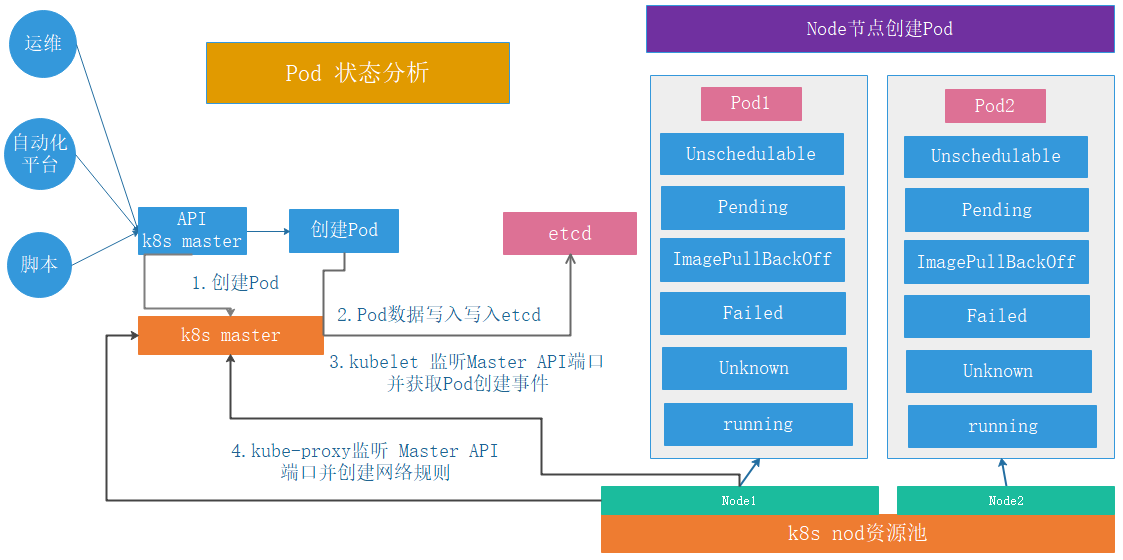 运维
Pod 状态分析
Node节点创建Pod
自动化
平台
脚本
API
k8s master
创建Pod
etcd
1.创建Pod
k8s master
2.Pod数据写入写入etcd
3.kubelet 监听Master API端口
并获取Pod创建事件
4.kube-proxy监听 Master API
端口并创建网络规则
Pod1
Unschedulable
Pending
ImagePullBackOff
Failed
Unknown
running
Pod2
Unschedulable
Pending
ImagePullBackOff
Failed
Unknown
running
Node1
Node2
k8s nod资源池